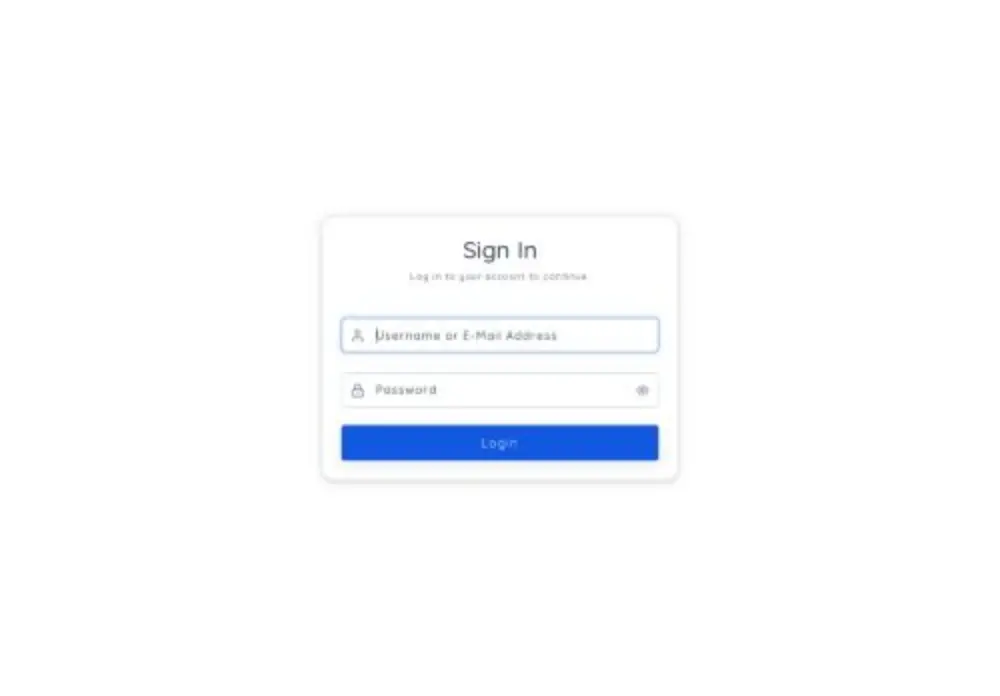 Sign In
Log in to your account to continue
Username or E-Mail Address
Password
Login